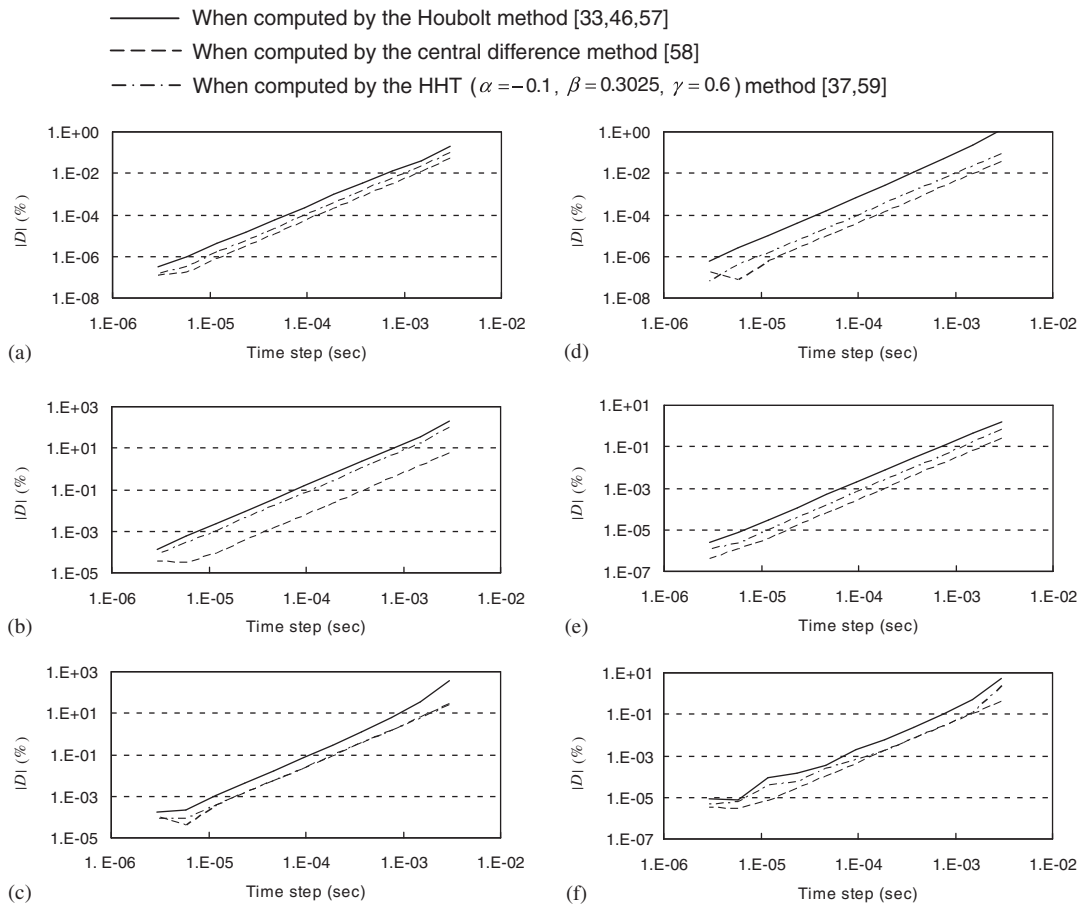 When computed by the Houbolt method [33,46,57]
When computed by the central difference method [58]
When computed by the HHT (α=−0.1, β=0.3025, γ=0.6) method [37,59]
1.E+00
1.E-02
1.E-04
1.E-06
1.E-08
|D| (%)
1.E-06 1.E-05 1.E-04 1.E-03 1.E-02
Time step (sec)
(a)
1.E+00
1.E-02
1.E-04
1.E-06
1.E-08
|D| (%)
1.E-06 1.E-05 1.E-04 1.E-03 1.E-02
Time step (sec)
(d)
1.E+03
1.E+01
1.E-01
1.E-03
1.E-05
|D| (%)
1.E-06 1.E-05 1.E-04 1.E-03 1.E-02
Time step (sec)
(b)
1.E+01
1.E-01
1.E-03
1.E-05
1.E-07
|D| (%)
1.E-06 1.E-05 1.E-04 1.E-03 1.E-02
Time step (sec)
(e)
1.E+03
1.E+01
1.E-01
1.E-03
1.E-05
|D| (%)
1. E-06 1.E-05 1.E-04 1.E-03 1.E-02
Time step (sec)
(c)
1.E+01
1.E-01
1.E-03
1.E-05
1.E-07
|D| (%)
1. E-06 1.E-05 1.E-04 1.E-03 1.E-02
Time step (sec)
(f)